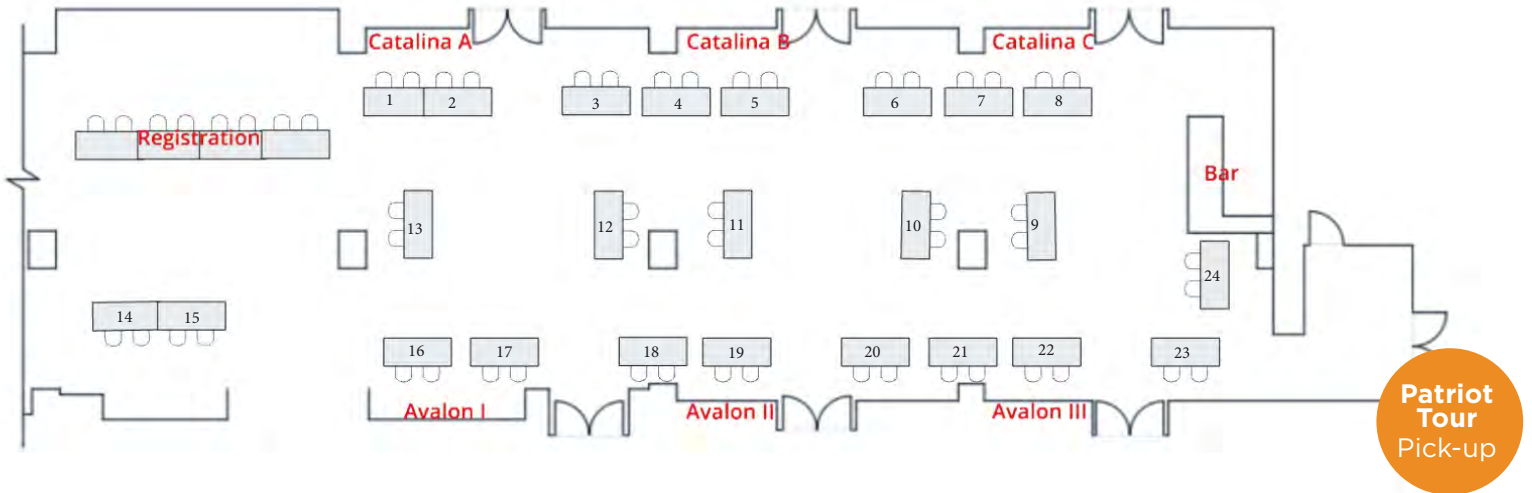 Catalina A
Catalina B
Catalina C
1
2
3
4
5
6
7
8
Registration
Bar
13
12
11
10
9
24
14
15
16
17
18
19
20
21
22
23
Avalon I
Avalon II
Avalon III
Patriot
Tour
Pick-up